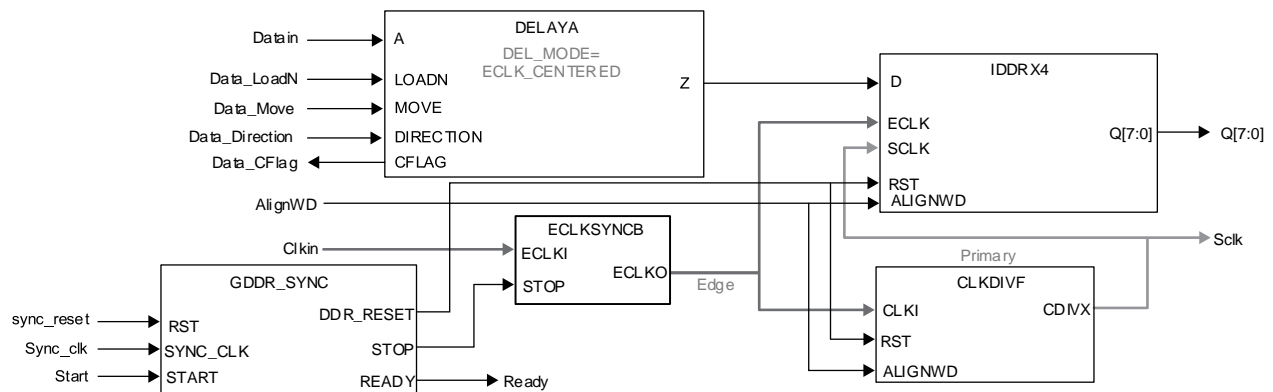 DELAYA
DEL_MODE=
ECLK_CENTERED
Datain
A
Data_LoadN
LOADN
Data_Move
MOVE
Data_Direction
DIRECTION
Data_CFlag
CFLAG
Z
IDDRX4
D
ECLK
SCLK
RST
ALIGNWD
Q[7:0]
Q[7:0]
AlignWD
Clkin
ECLKSYNCB
ECLKI
STOP
ECLKO
Edge
Primary
Sclk
GDDR_SYNC
sync_reset
RST
Sync_clk
SYNC_CLK
Start
START
DDR_RESET
STOP
READY
Ready
CLKDIVF
CLKI
RST
ALIGNWD
CDIVX